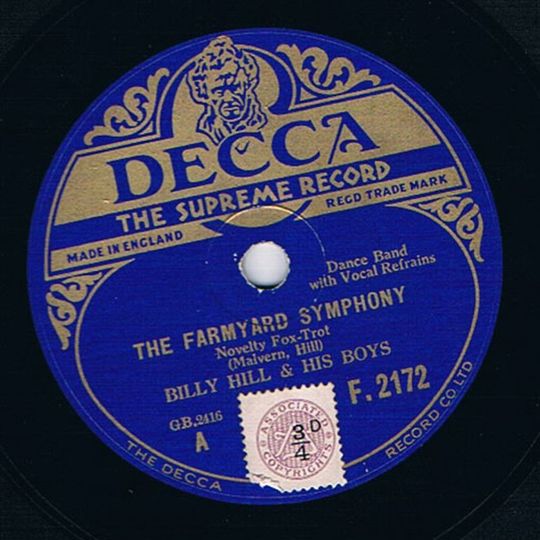 DECCA
THE SUPREME RECORD
MADE IN ENGLAND
REGD TRADE MARK
Dance Band
with Vocal Refrains
THE FARMYARD SYMPHONY
Novelty Fox-Trot
(Malvern, Hill)
BILLY HILL & HIS BOYS
GB.2416
A
F.2172
ASSOCIATED
3D
4
COPYRIGHTS
THE DECCA
RECORD CO LTD